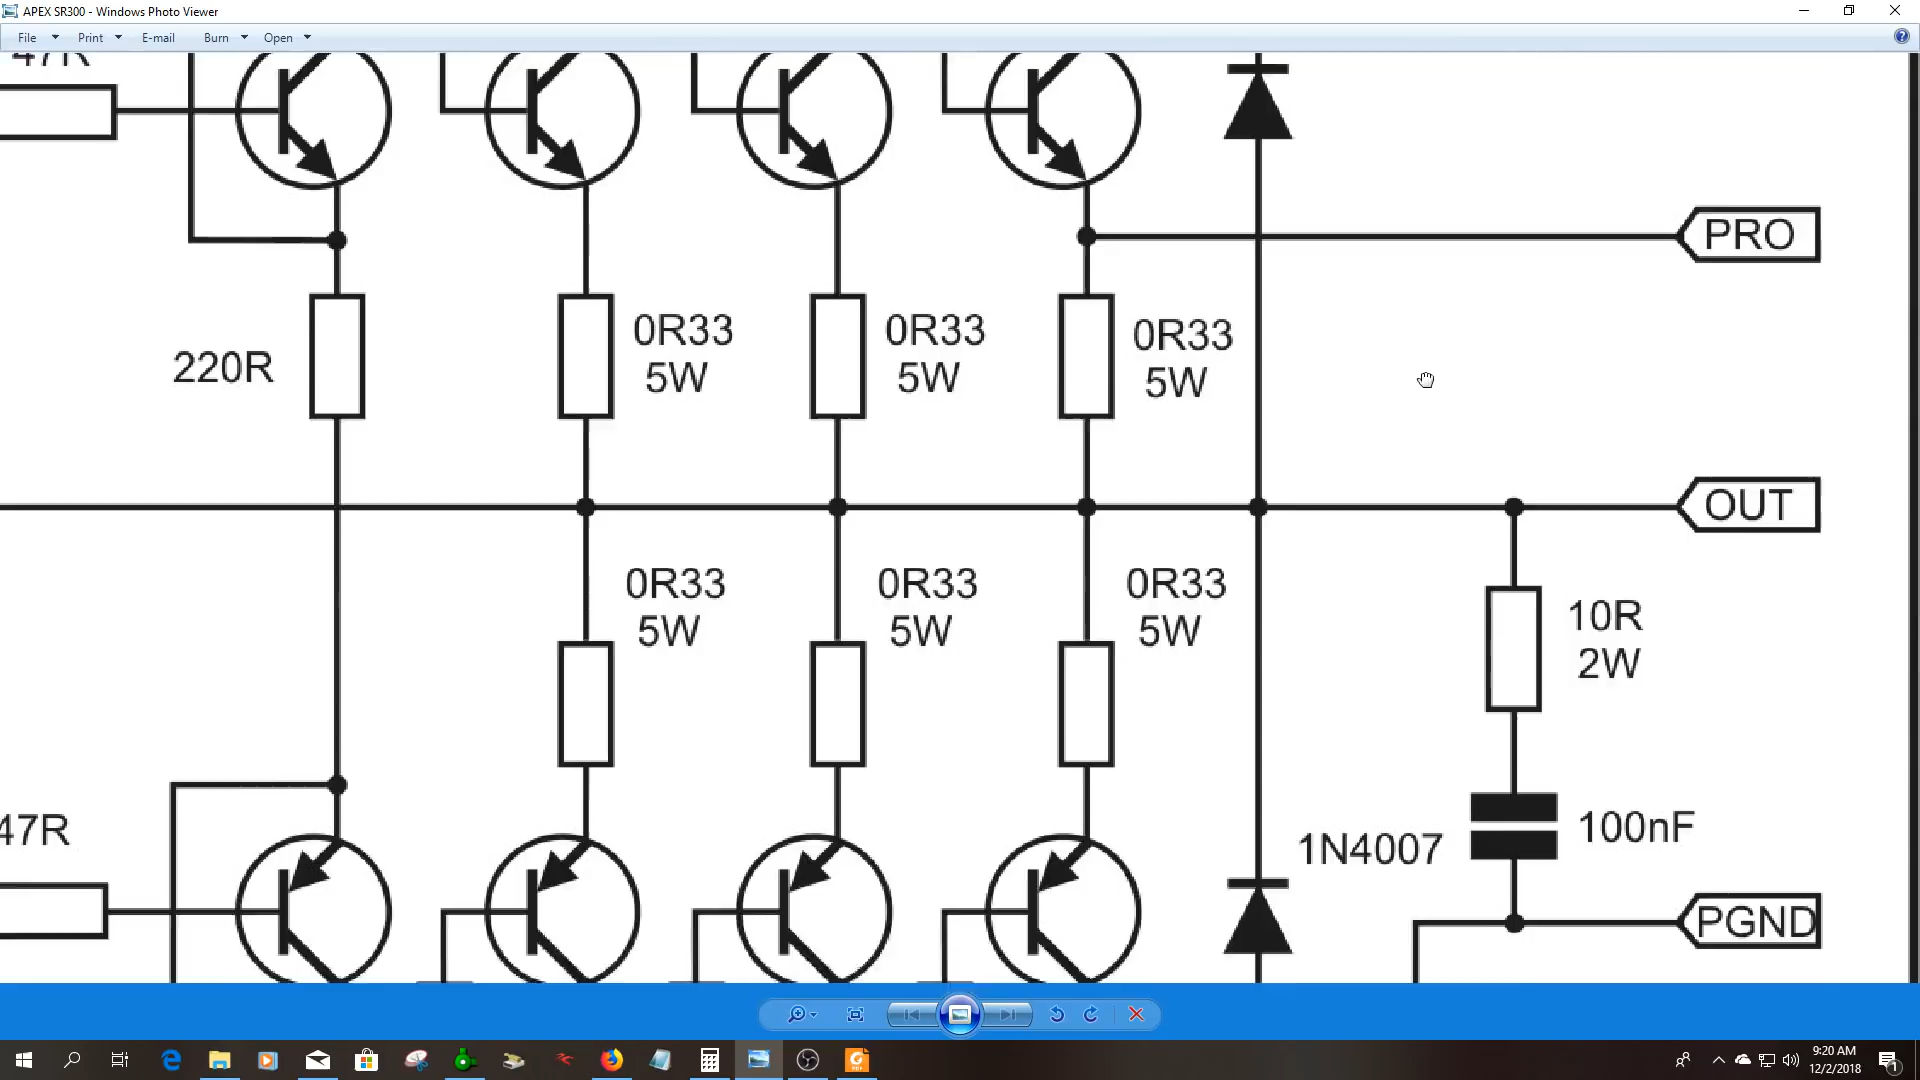 APEX SR300 - Windows Photo Viewer
File Print E-mail Burn Open
47R
PRO
0R33
5W
0R33
5W
0R33
5W
220R
OUT
0R33
5W
0R33
5W
0R33
5W
10R
2W
47R
1N4007
100nF
PGND
9:20 AM
12/2/2018